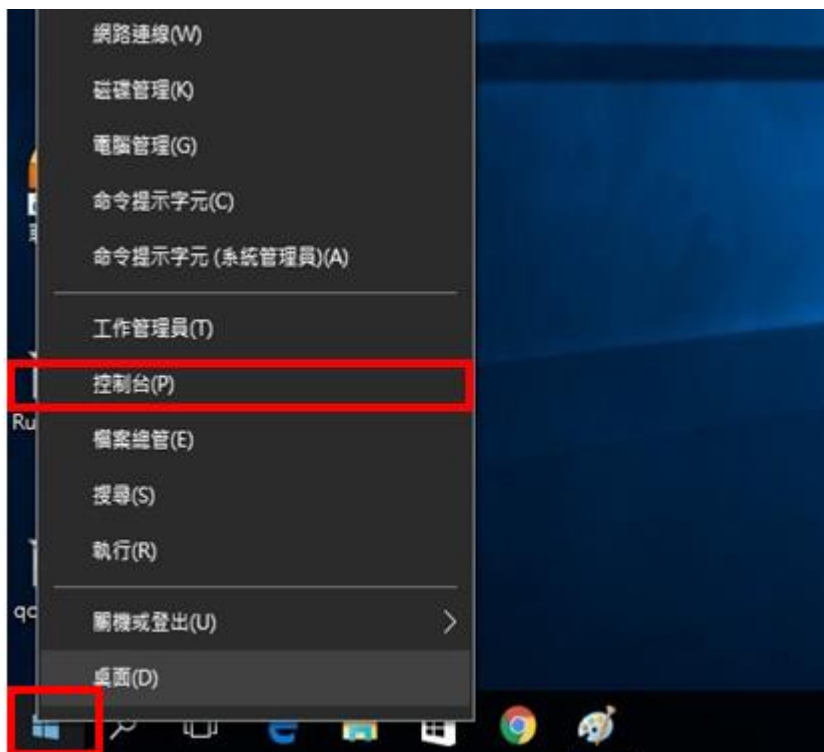 網路連線(W)
磁碟管理(K)
電腦管理(G)
命令提示字元(C)
命令提示字元 (系統管理員)(A)
工作管理員(T)
控制台(P)
Ru
檔案總管(E)
搜尋(S)
執行(R)
qc
關機或登出(U)
桌面(D)